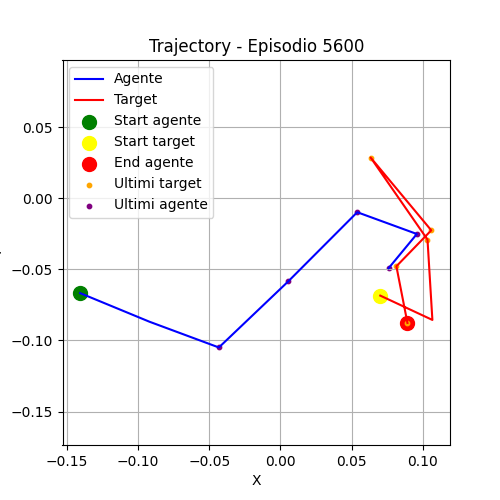 Trajectory - Episodio 5600
Agente
Target
Start agente
Start target
End agente
Ultimi target
Ultimi agente
0.05
0.00
−0.05
−0.10
−0.15
−0.15
−0.10
−0.05
0.00
0.05
0.10
X